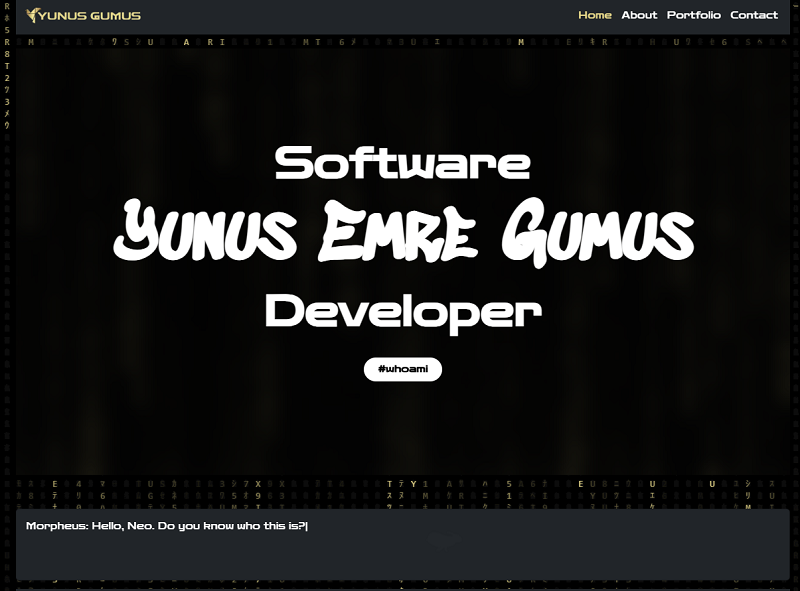 YUNUS GUMUS
Home About Portfolio Contact
Software
YUNUS EMRE GUMUS
Developer
#whoami
Morpheus: Hello, Neo. Do you know who this is?|